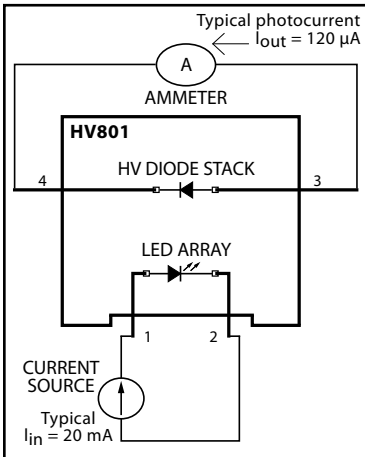 Typical photocurrent
Iout = 120 µA
A
AMMETER
HV801
HV DIODE STACK
4
3
LED ARRAY
1
2
CURRENT
SOURCE
Typical
Iin = 20 mA